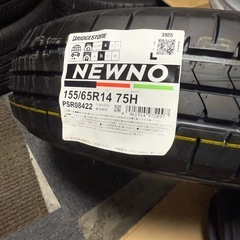 BRIDGESTONE
3925
NEWNO
155/65R14 75H
PSR08422